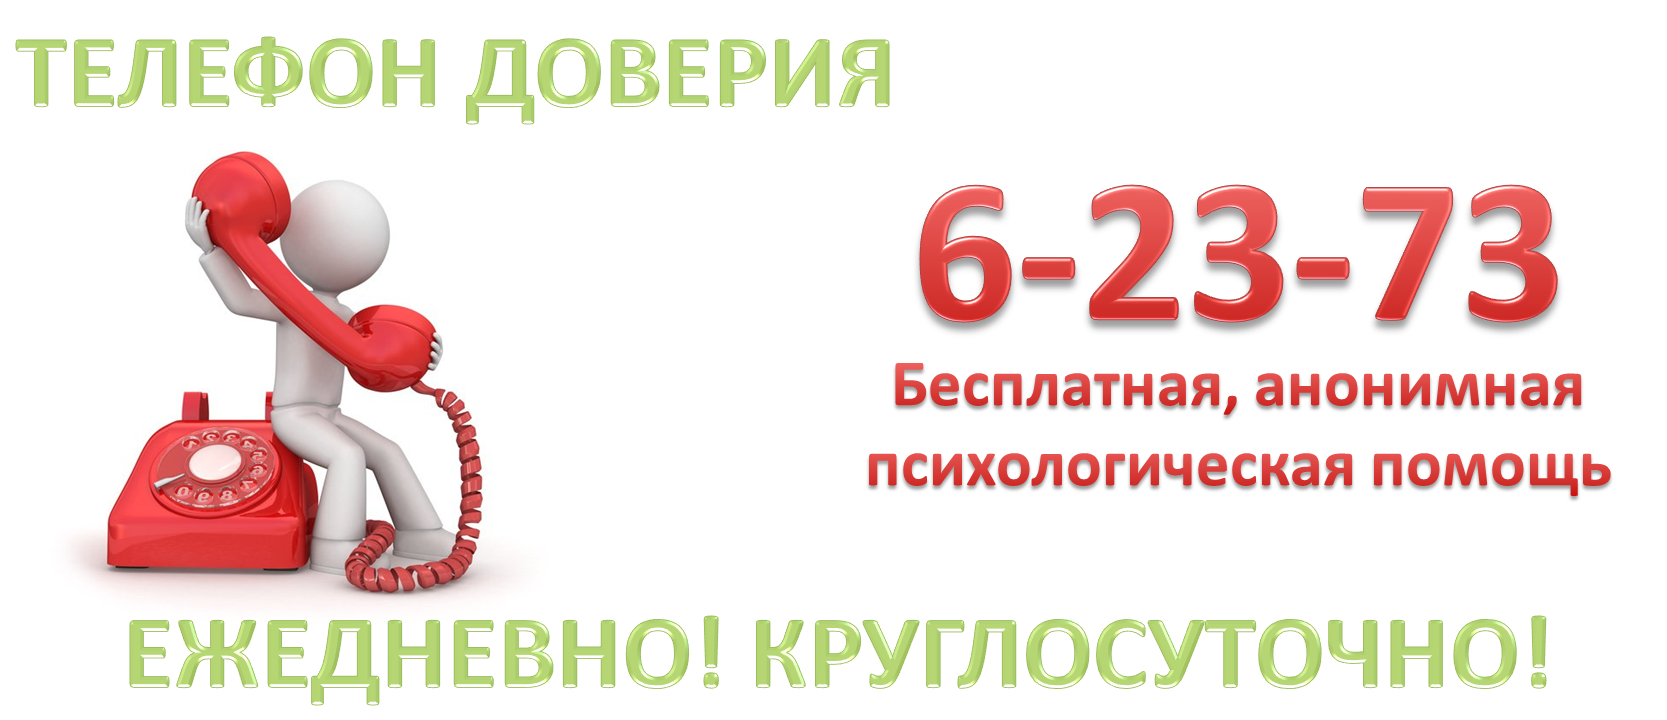 ТЕЛЕФОН ДОВЕРИЯ
6-23-73
Бесплатная, анонимная
психологическая помощь
ЕЖЕДНЕВНО! КРУГЛОСУТОЧНО!